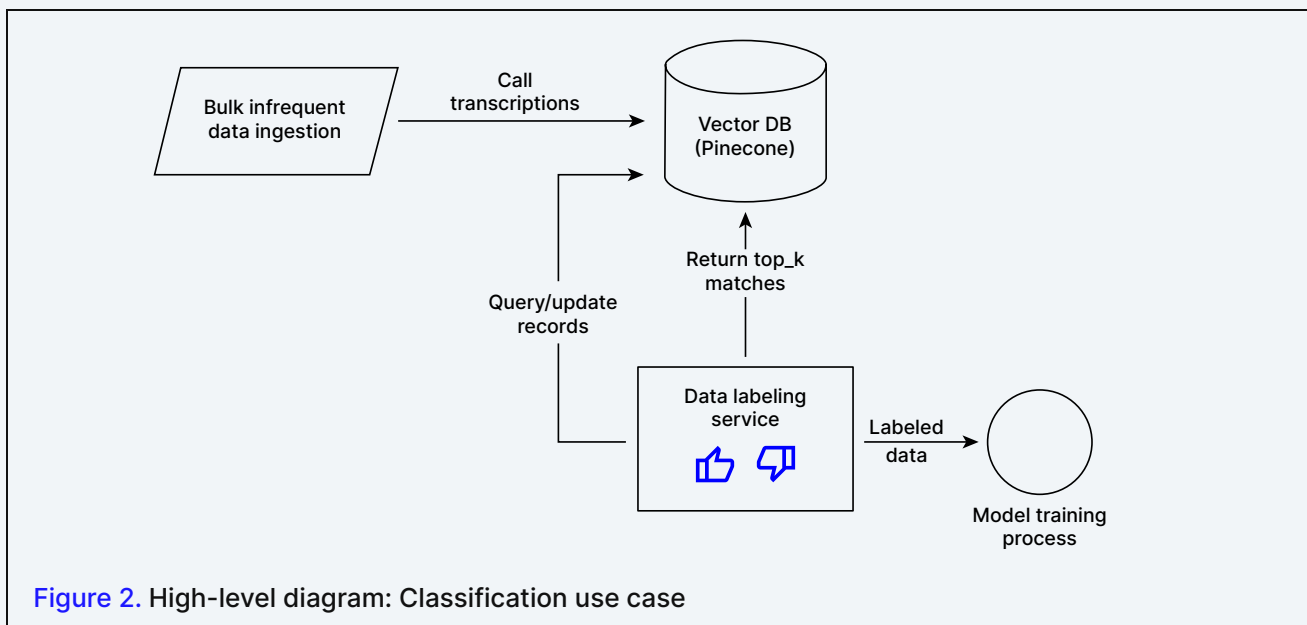 Bulk infrequent
data ingestion
Call
transcriptions
Vector DB
(Pinecone)
Return top_k
matches
Query/update
records
Data labeling
service
Labeled
data
Model training
process
Figure 2. High-level diagram: Classification use case